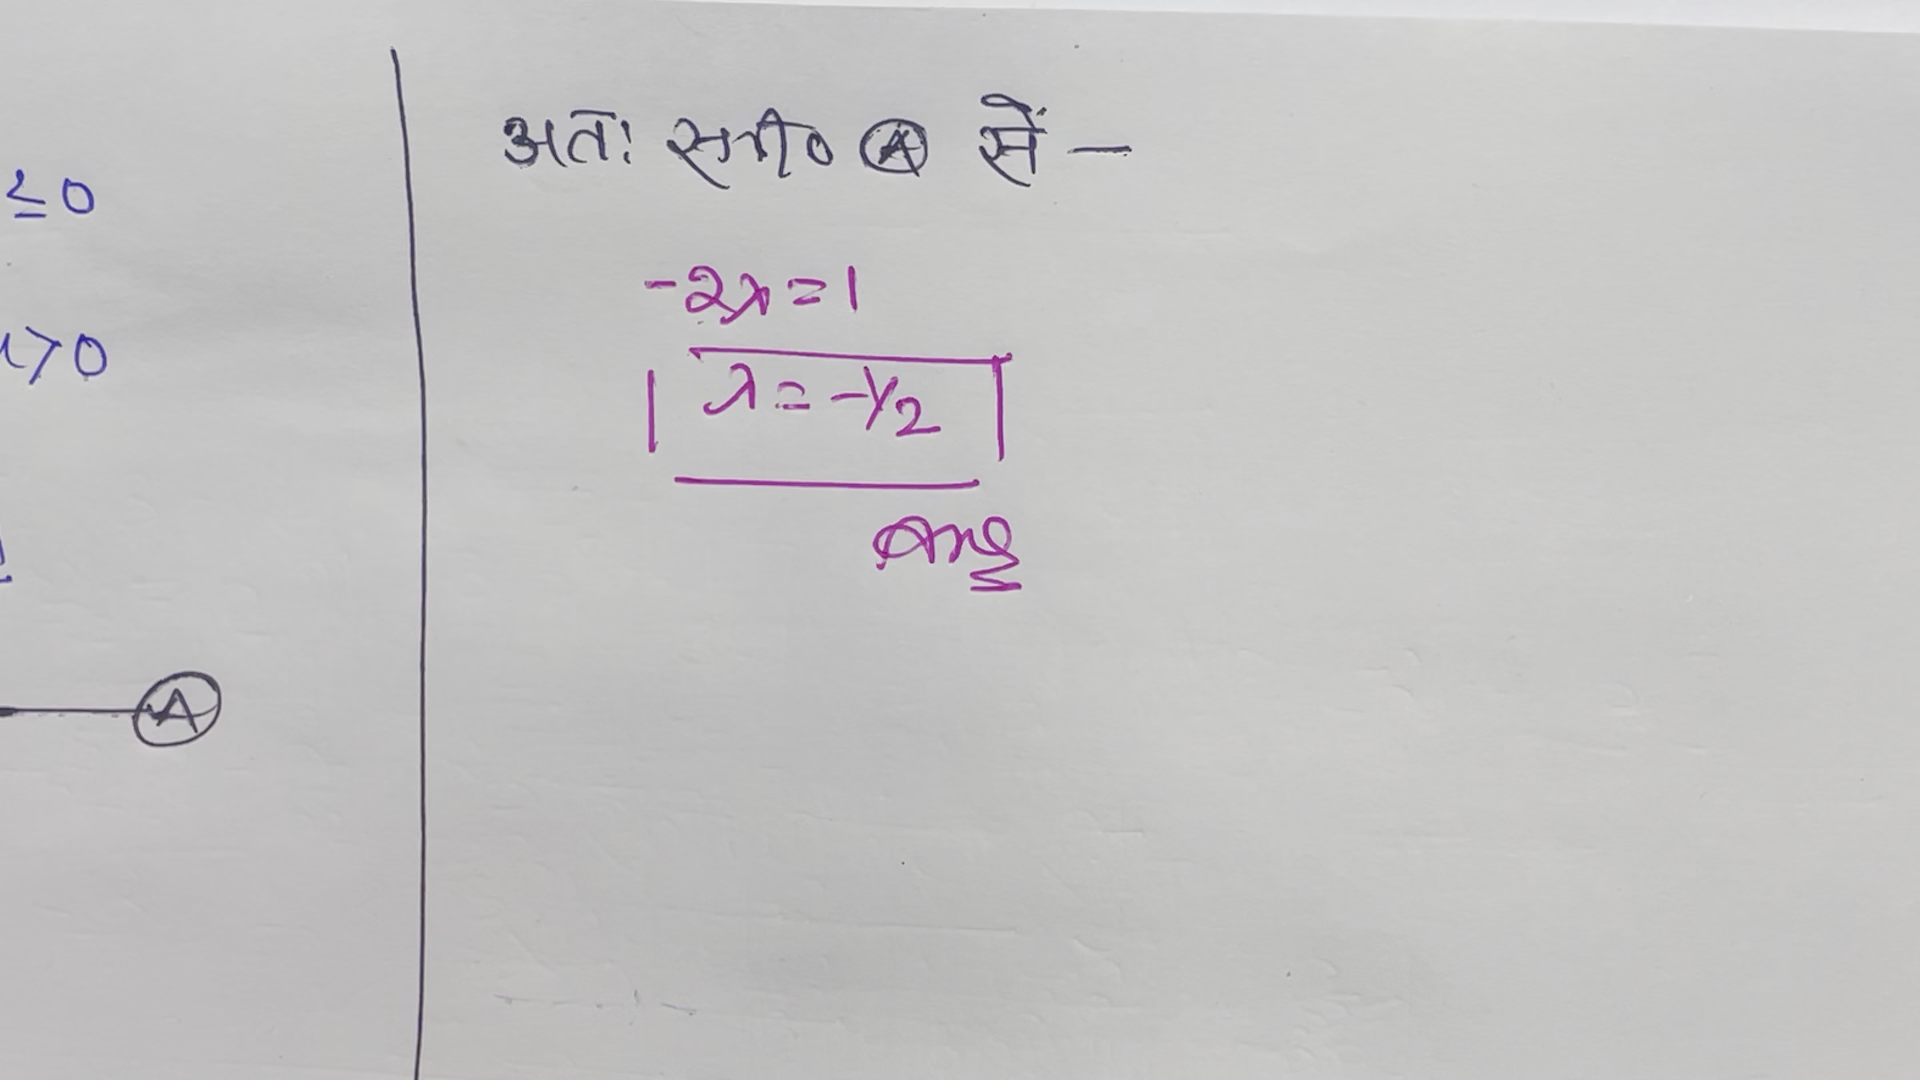 ≤0
>0
Ⓐ
अतः समी० Ⓐ सें —
-2λ=1
λ=-1/2
Ans